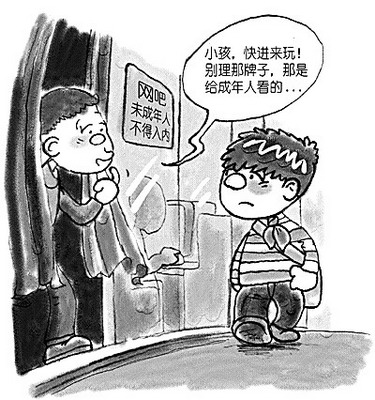 小孩，快进来玩！
别理那牌子，那是
给成年人看的...
网吧
未成年人
不得入内